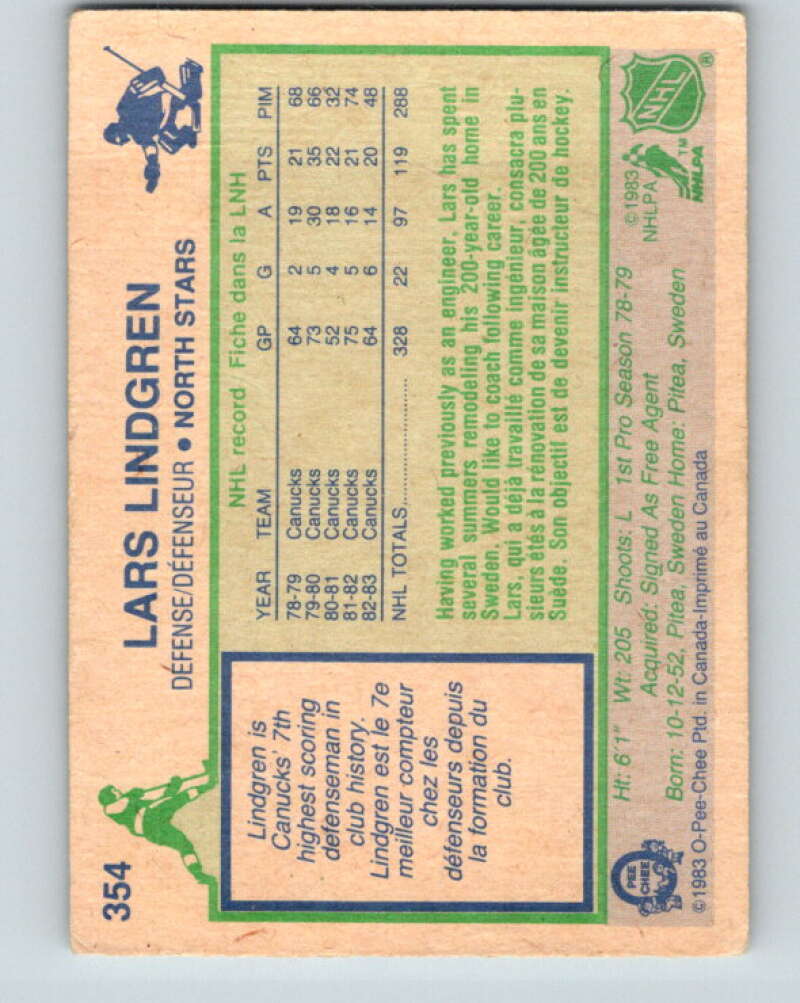 354
LARS LINDGREN
DEFENSE/DÉFENSEUR • NORTH STARS
Lindgren is
Canucks' 7th
highest scoring
defenseman in
club history.
Lindgren est le 7e
meilleur compteur
chez les
défenseurs depuis
la formation du
club.
NHL record / Fiche dans la LNH
YEAR TEAM GP G A PTS PIM
78-79 Canucks 64 2 19 21 68
79-80 Canucks 73 5 30 35 66
80-81 Canucks 52 4 18 22 32
81-82 Canucks 75 5 16 21 74
82-83 Canucks 64 6 14 20 48
NHL TOTALS 328 22 97 119 288
Having worked previously as an engineer. Lars has spent
several summers remodeling his 200-year-old home in
Sweden. Would like to coach following career.
Lars, qui a déjà travaillé comme ingénieur, consacra plu-
sieurs étés à la rénovation de sa maison âgée de 200 ans en
Suède. Son objectif est de devenir instructeur de hockey.
Ht: 6'1" Wt: 205 Shoots: L 1st Pro Season 78-79
Acquired: Signed As Free Agent
Born: 10-12-52, Pitea, Sweden Home: Pitea, Sweden
©1983 O-Pee-Chee Ptd. in Canada-Imprimé au Canada
PEE
CHEE
©1983
NHLPA
NHL
®
TM
NHLPA